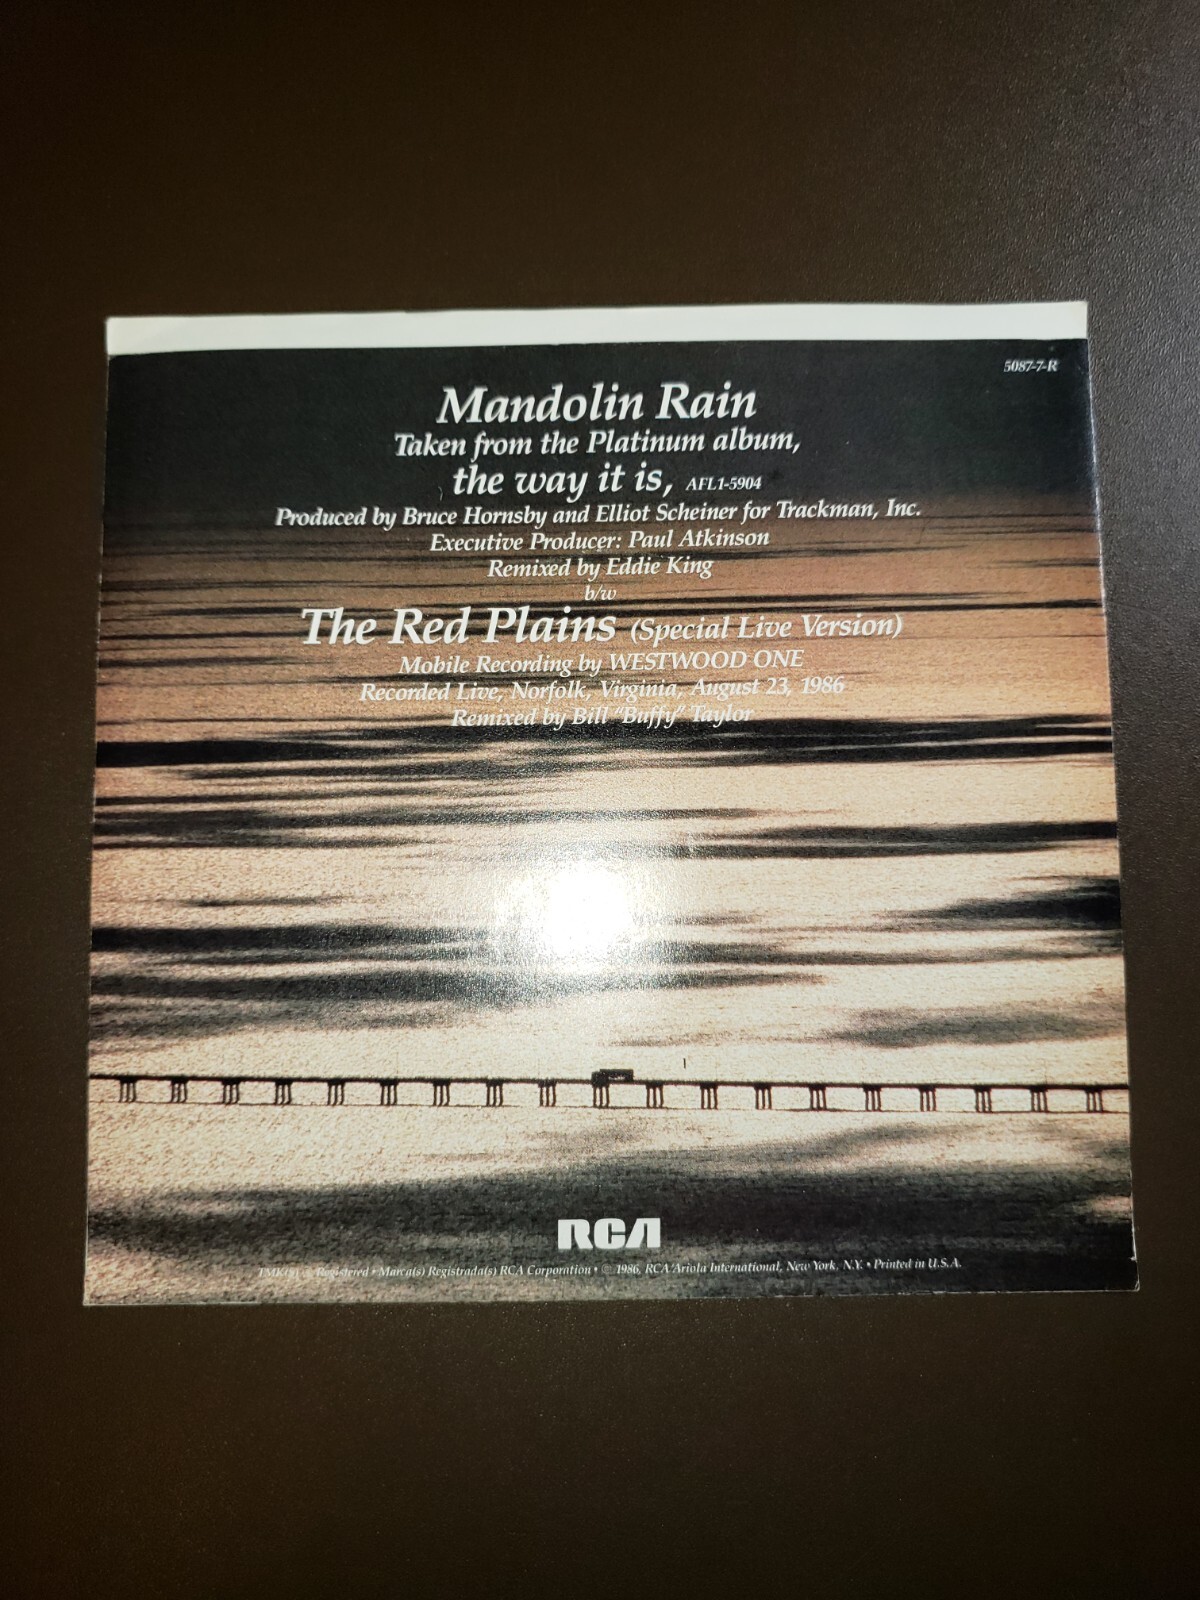 5087-7-R
Mandolin Rain
Taken from the Platinum album,
the way it is, AFL1-5904
Produced by Bruce Hornsby and Elliot Scheiner for Trackman, Inc.
Executive Producer: Paul Atkinson
Remixed by Eddie King
b/w
The Red Plains (Special Live Version)
Mobile Recording by WESTWOOD ONE
Recorded Live, Norfolk, Virginia, August 23, 1986
Remixed by Bill "Buffy" Taylor
RCA
TMK(s) ® Registered • Marca(s) Registrada(s) RCA Corporation • © 1986, RCA/Ariola International, New York, N.Y. • Printed in U.S.A.